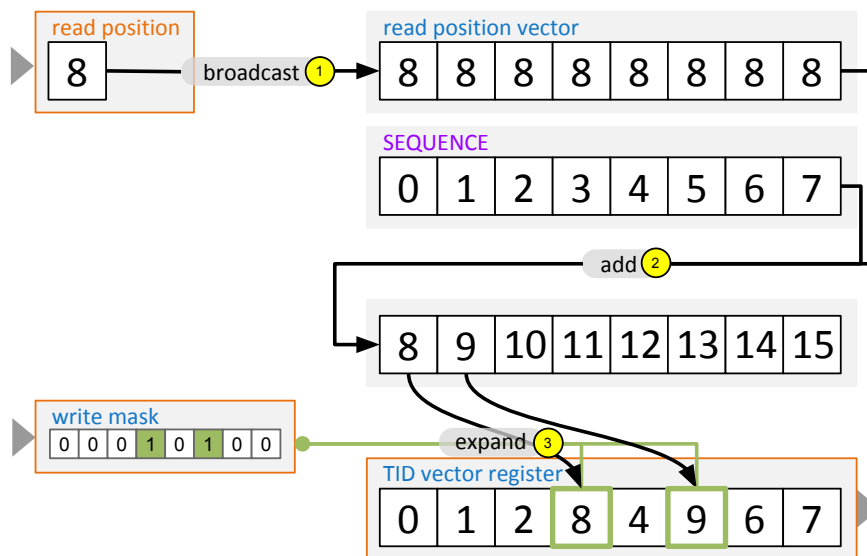 read position
8
broadcast 1
read position vector
8 8 8 8 8 8 8 8
SEQUENCE
0 1 2 3 4 5 6 7
add 2
8 9 10 11 12 13 14 15
write mask
0 0 0 1 0 1 0 0
expand 3
TID vector register
0 1 2 8 4 9 6 7